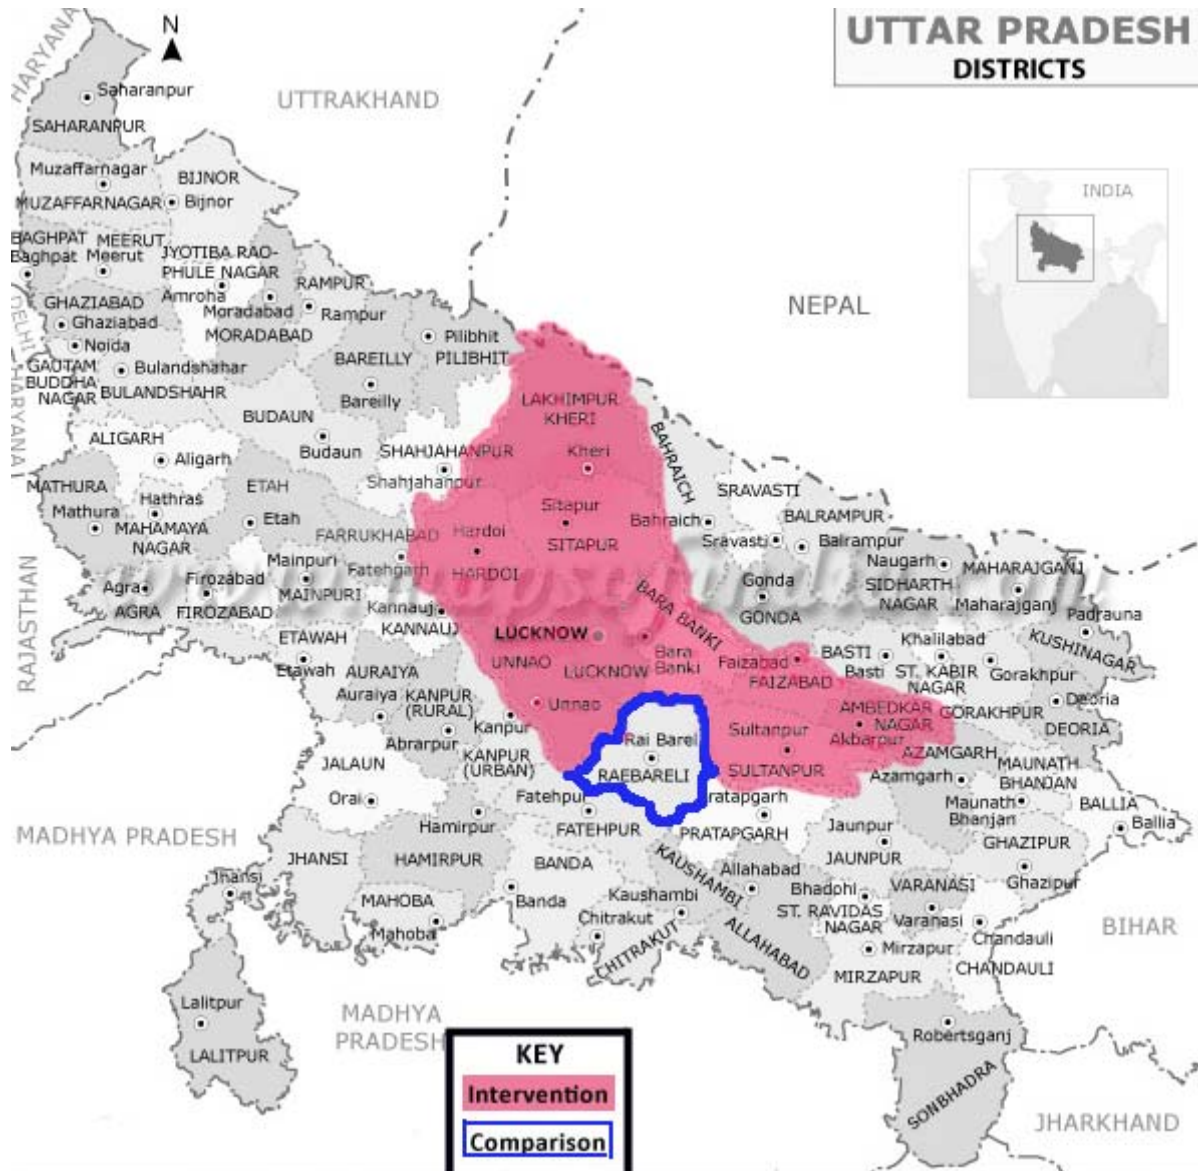 UTTAR PRADESH
DISTRICTS
N
HARYANA
Saharanpur
SAHARANPUR
UTTRAKHAND
Muzaffarnagar
MUZAFFARNAGAR
BIJNOR
Bijnor
INDIA
BAGHPAT
Baghpat
MEERUT
Meerut
JYOTIBA RAO-
PHULE NAGAR
Amroha
Moradabad
MORADABAD
RAMPUR
Rampur
NEPAL
DELHI
HARYANA
GHAZIABAD
Ghaziabad
Noida
GAUTAM
BUDDHA
NAGAR
Bulandshahar
BULANDSHAHR
BAREILLY
Bareilly
Pilibhit
PILIBHIT
BUDAUN
Budaun
LAKHIMPUR
KHERI
Kheri
ALIGARH
Aligarh
SHAHJAHANPUR
Shahjahanpur
BAHRAICH
Bahraich
MATHURA
Mathura
Hathras
MAHAMAYA
NAGAR
ETAH
Etah
FARRUKHABAD
Fatehgarh
Hardoi
HARDOI
Sitapur
SITAPUR
SRAVASTI
Sravasti
BALRAMPUR
Balrampur
RAJASTHAN
Agra
AGRA
Firozabad
FIROZABAD
Mainpuri
MAINPURI
Kannauj
KANNAUJ
Gonda
GONDA
Naugarh
SIDHARTH
NAGAR
MAHARAJGANJ
Maharajganj
Padrauna
KUSHINAGAR
ETAWAH
Etawah
AURAIYA
Auraiya
LUCKNOW
LUCKNOW
UNNAO
Unnao
BARA BANKI
Bara
Banki
Faizabad
FAIZABAD
BASTI
Basti
Khalilabad
ST. KABIR
NAGAR
Gorakhpur
GORAKHPUR
Deoria
DEORIA
KANPUR
(RURAL)
Abrarpur
Kanpur
KANPUR
(URBAN)
Rai Barel
RAEBARELI
Sultanpur
SULTANPUR
AMBEDKAR
NAGAR
Akbarpur
AZAMGARH
Azamgarh
MAUNATH
BHANJAN
Maunath
Bhanjan
BALLIA
Ballia
JALAUN
Orai
Fatehpur
FATEHPUR
ratapgarh
PRATAPGARH
Jaunpur
JAUNPUR
GHAZIPUR
Ghazipur
MADHYA PRADESH
JHANSI
Jhansi
Hamirpur
HAMIRPUR
BANDA
Banda
KAUSHAMBI
Kaushambi
Allahabad
ALLAHABAD
Bhadohi
ST. RAVIDAS
NAGAR
VARANASI
Varanasi
MAHOBA
Mahoba
Chitrakut
CHITRAKUT
Mirzapur
MIRZAPUR
Chandauli
CHANDAULI
BIHAR
Lalitpur
LALITPUR
MADHYA
PRADESH
Robertsganj
SONBHADRA
JHARKHAND
KEY
Intervention
Comparison